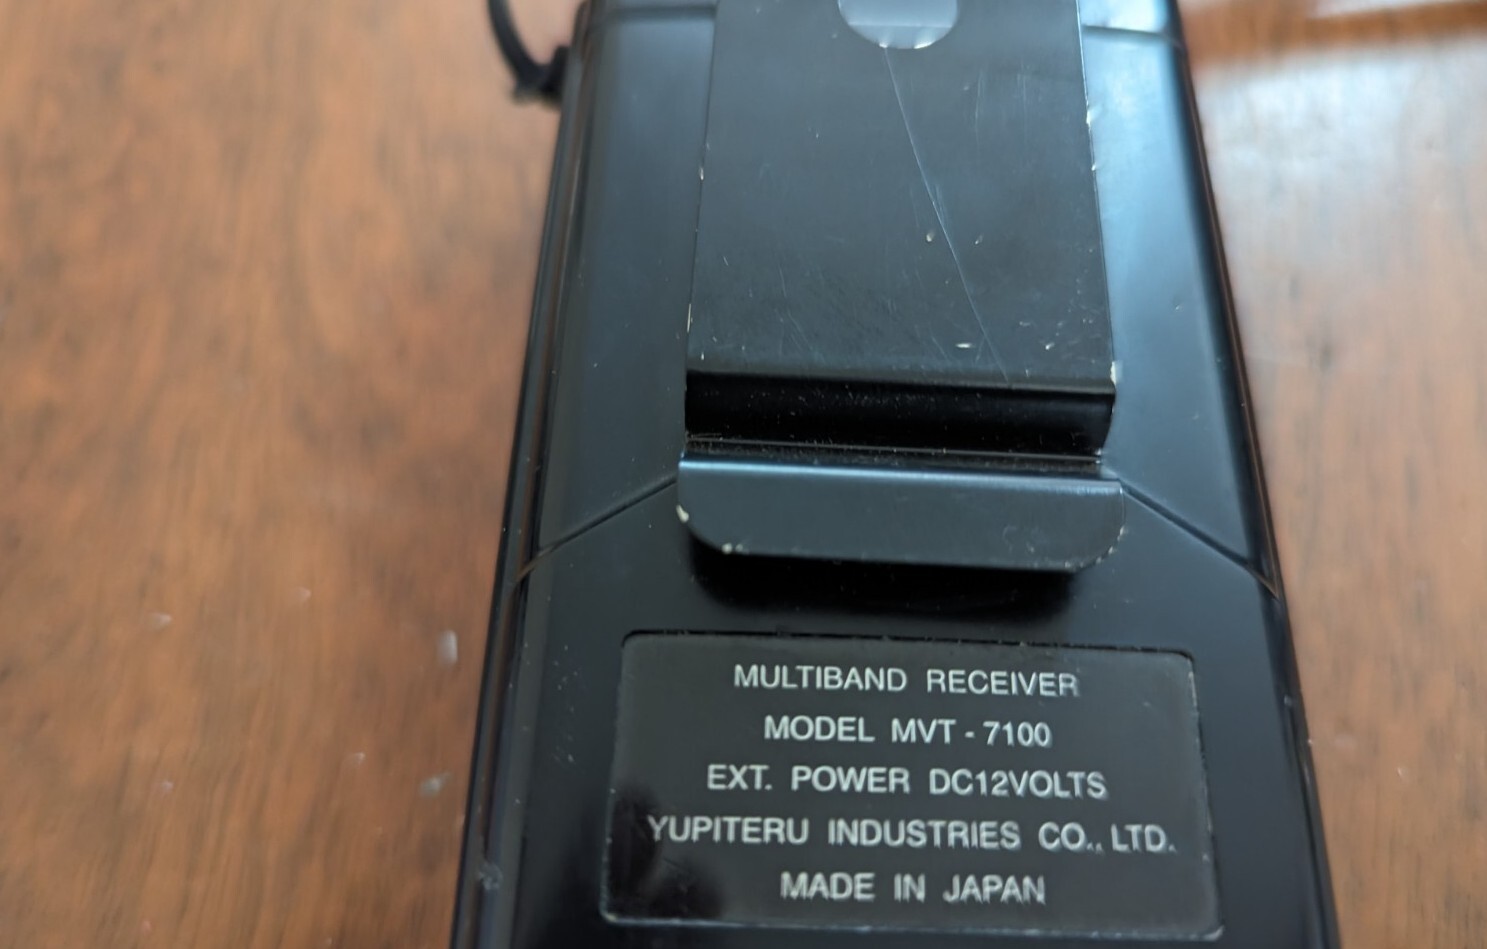 MULTIBAND RECEIVER
MODEL MVT - 7100
EXT. POWER DC12VOLTS
YUPITERU INDUSTRIES CO., LTD.
MADE IN JAPAN